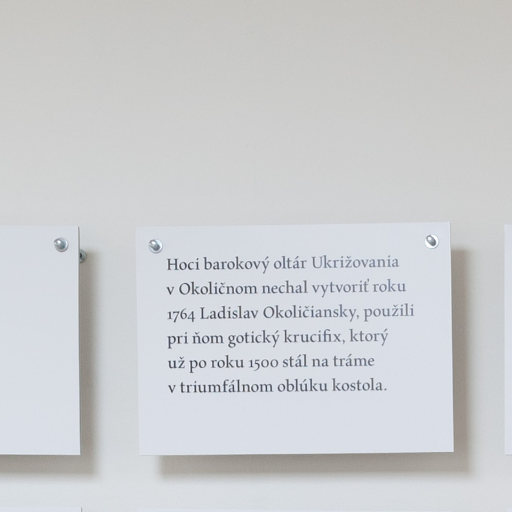 Hoci barokový oltár Ukrižovania
v Okoličnom nechal vytvoriť roku
1764 Ladislav Okoličiansky, použili
pri ňom gotický krucifix, ktorý
už po roku 1500 stál na tráme
v triumfálnom oblúku kostola.